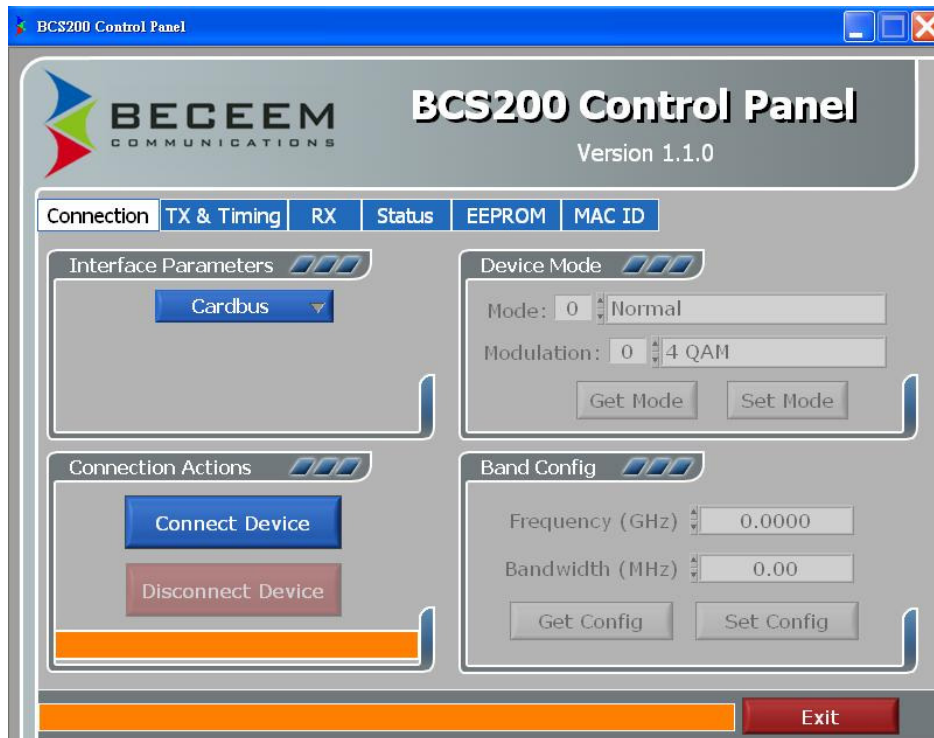 BCS200 Control Panel
BECEEM
COMMUNICATIONS
BCS200 Control Panel
Version 1.1.0
Connection TX & Timing RX Status EEPROM MAC ID
Interface Parameters
Cardbus
Device Mode
Mode: 0 Normal
Modulation: 0 4 QAM
Get Mode Set Mode
Connection Actions
Connect Device
Disconnect Device
Band Config
Frequency (GHz) 0.0000
Bandwidth (MHz) 0.00
Get Config Set Config
Exit